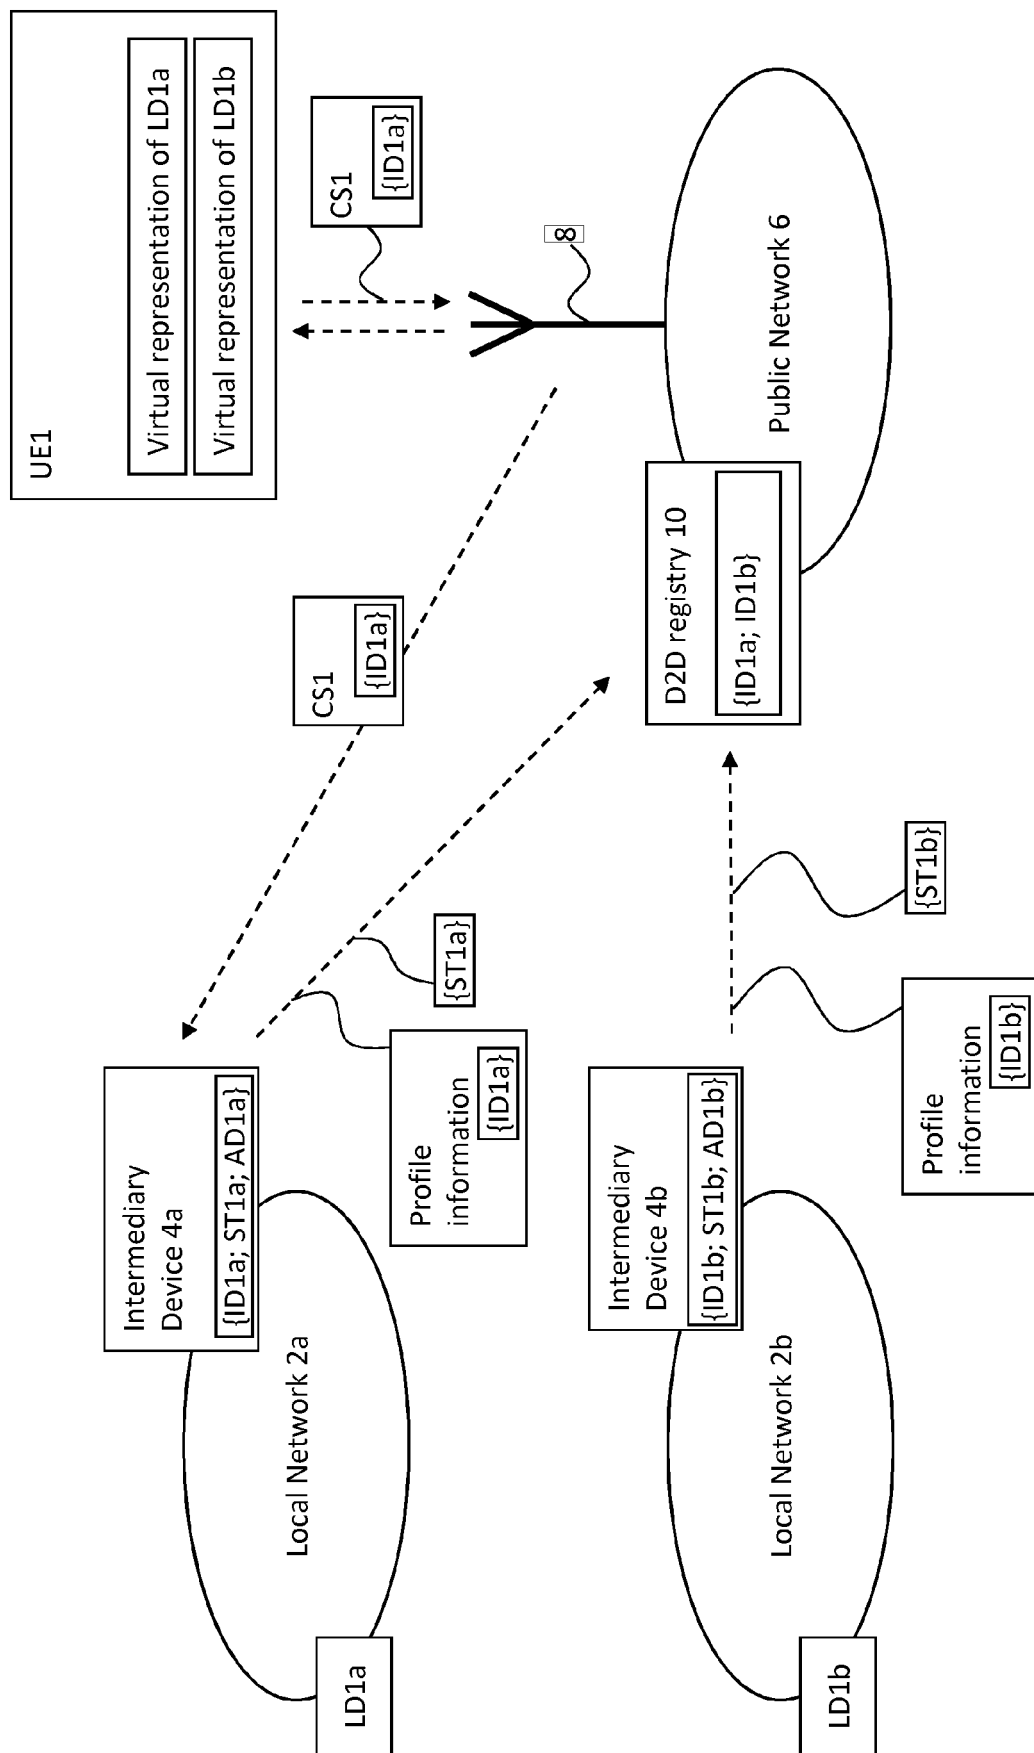 UE1
Virtual representation of LD1a
Virtual representation of LD1b
CS1
{ID1a}
8
Public Network 6
D2D registry 10
{ID1a; ID1b}
CS1
{ID1a}
Intermediary
Device 4a
{ID1a; ST1a; AD1a}
Local Network 2a
LD1a
Profile
information
{ID1a}
{ST1a}
Intermediary
Device 4b
{ID1b; ST1b; AD1b}
Local Network 2b
LD1b
Profile
information
{ID1b}
{ST1b}